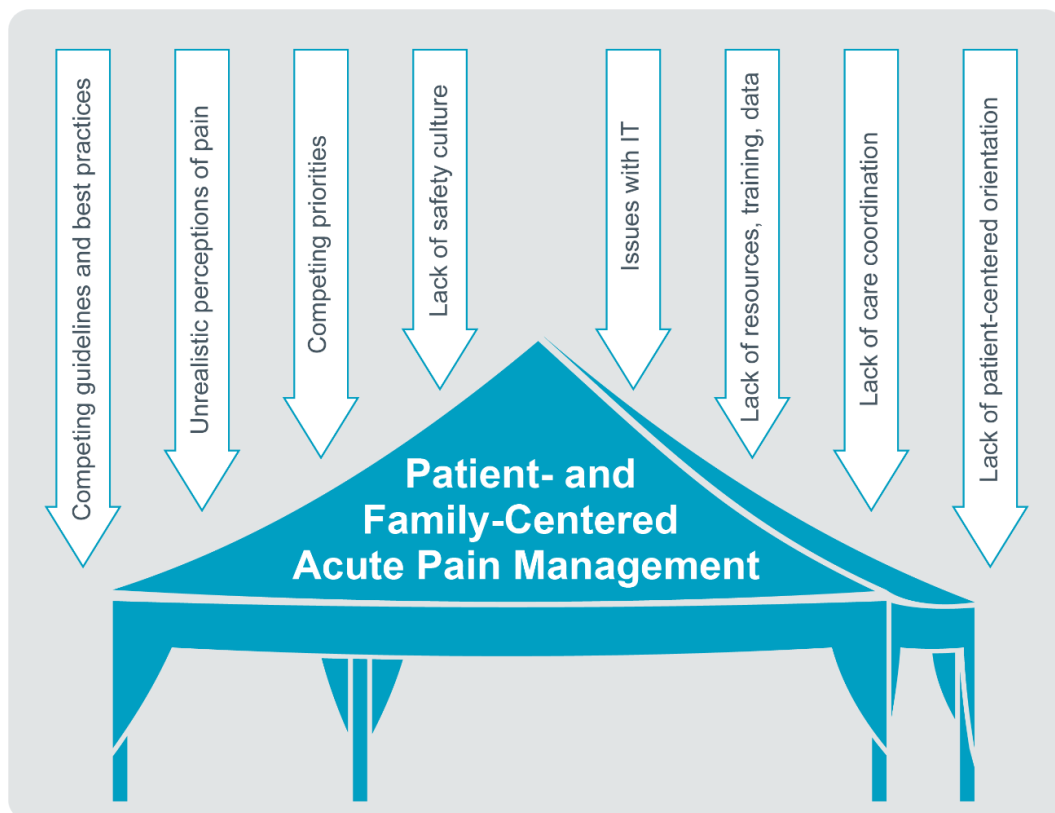 Competing guidelines and best practices
Unrealistic perceptions of pain
Competing priorities
Lack of safety culture
Issues with IT
Lack of resources, training, data
Lack of care coordination
Lack of patient-centered orientation
Patient- and
Family-Centered
Acute Pain Management